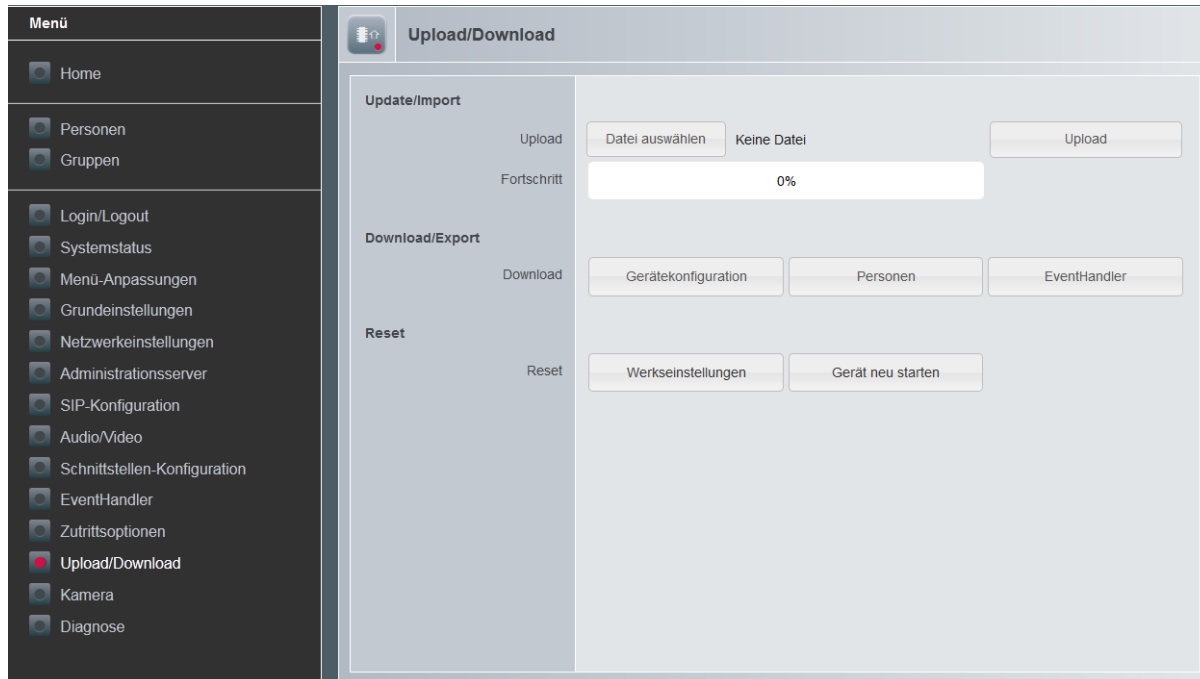 Menü
Home
Personen
Gruppen
Login/Logout
Systemstatus
Menü-Anpassungen
Grundeinstellungen
Netzwerkeinstellungen
Administrationsserver
SIP-Konfiguration
Audio/Video
Schnittstellen-Konfiguration
EventHandler
Zutrittsoptionen
Upload/Download
Kamera
Diagnose
Upload/Download
Update/Import
Upload Datei auswählen Keine Datei Upload
Fortschritt 0%
Download/Export
Download Gerätekonfiguration Personen EventHandler
Reset
Reset Werkseinstellungen Gerät neu starten